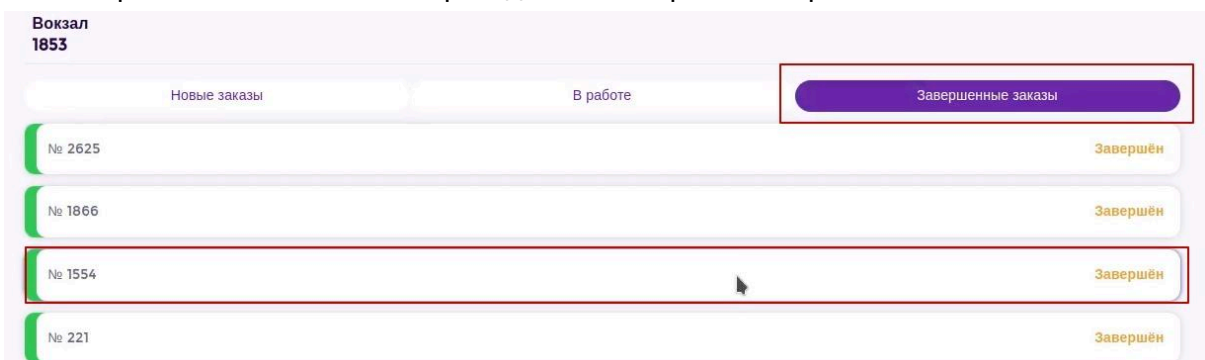 Вокзал
1853
Новые заказы В работе Завершенные заказы
№ 2625 Завершён
№ 1866 Завершён
№ 1554 Завершён
№ 221 Завершён